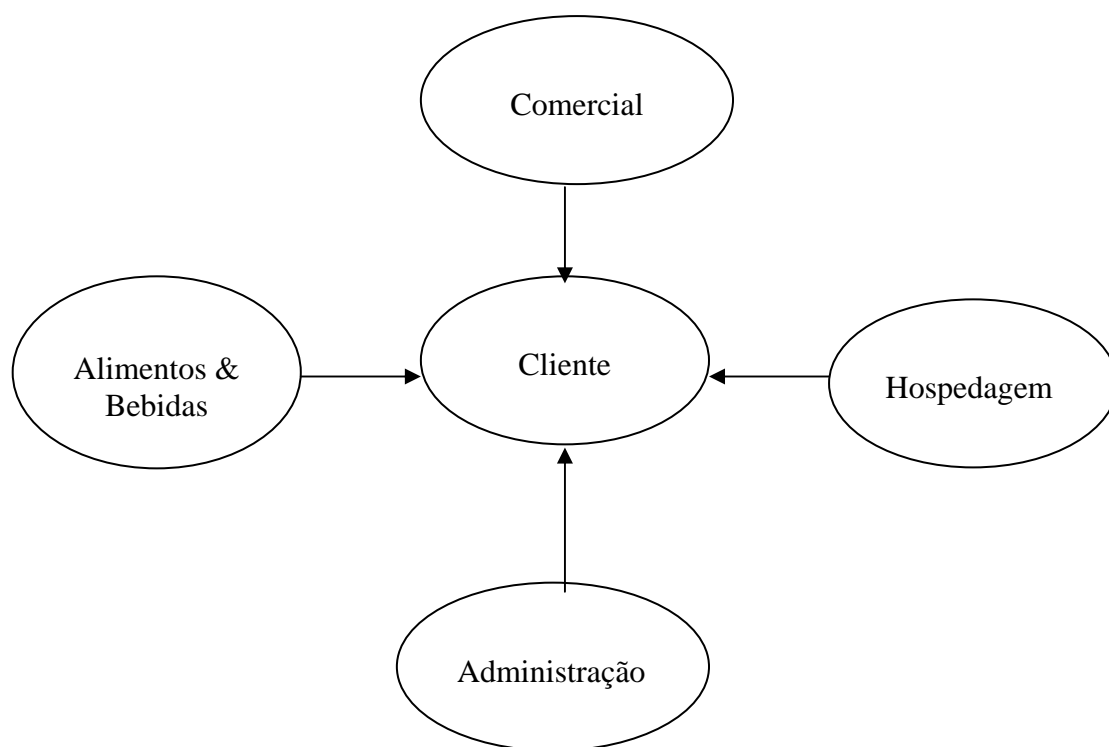 Comercial
Alimentos &
Bebidas
Cliente
Hospedagem
Administração